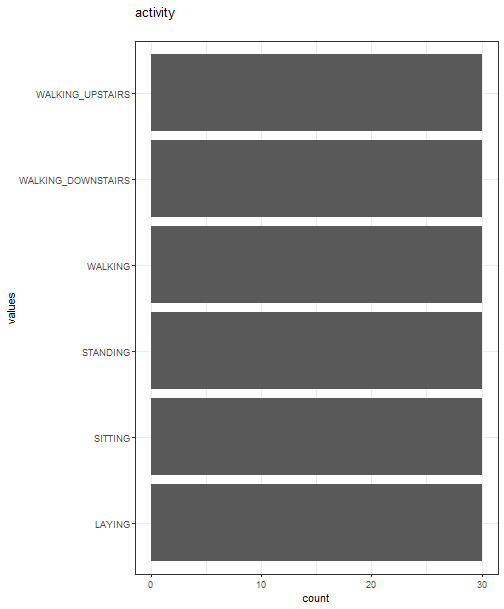 activity
WALKING_UPSTAIRS
WALKING_DOWNSTAIRS
WALKING
STANDING
SITTING
LAYING
values
0 10 20 30
count